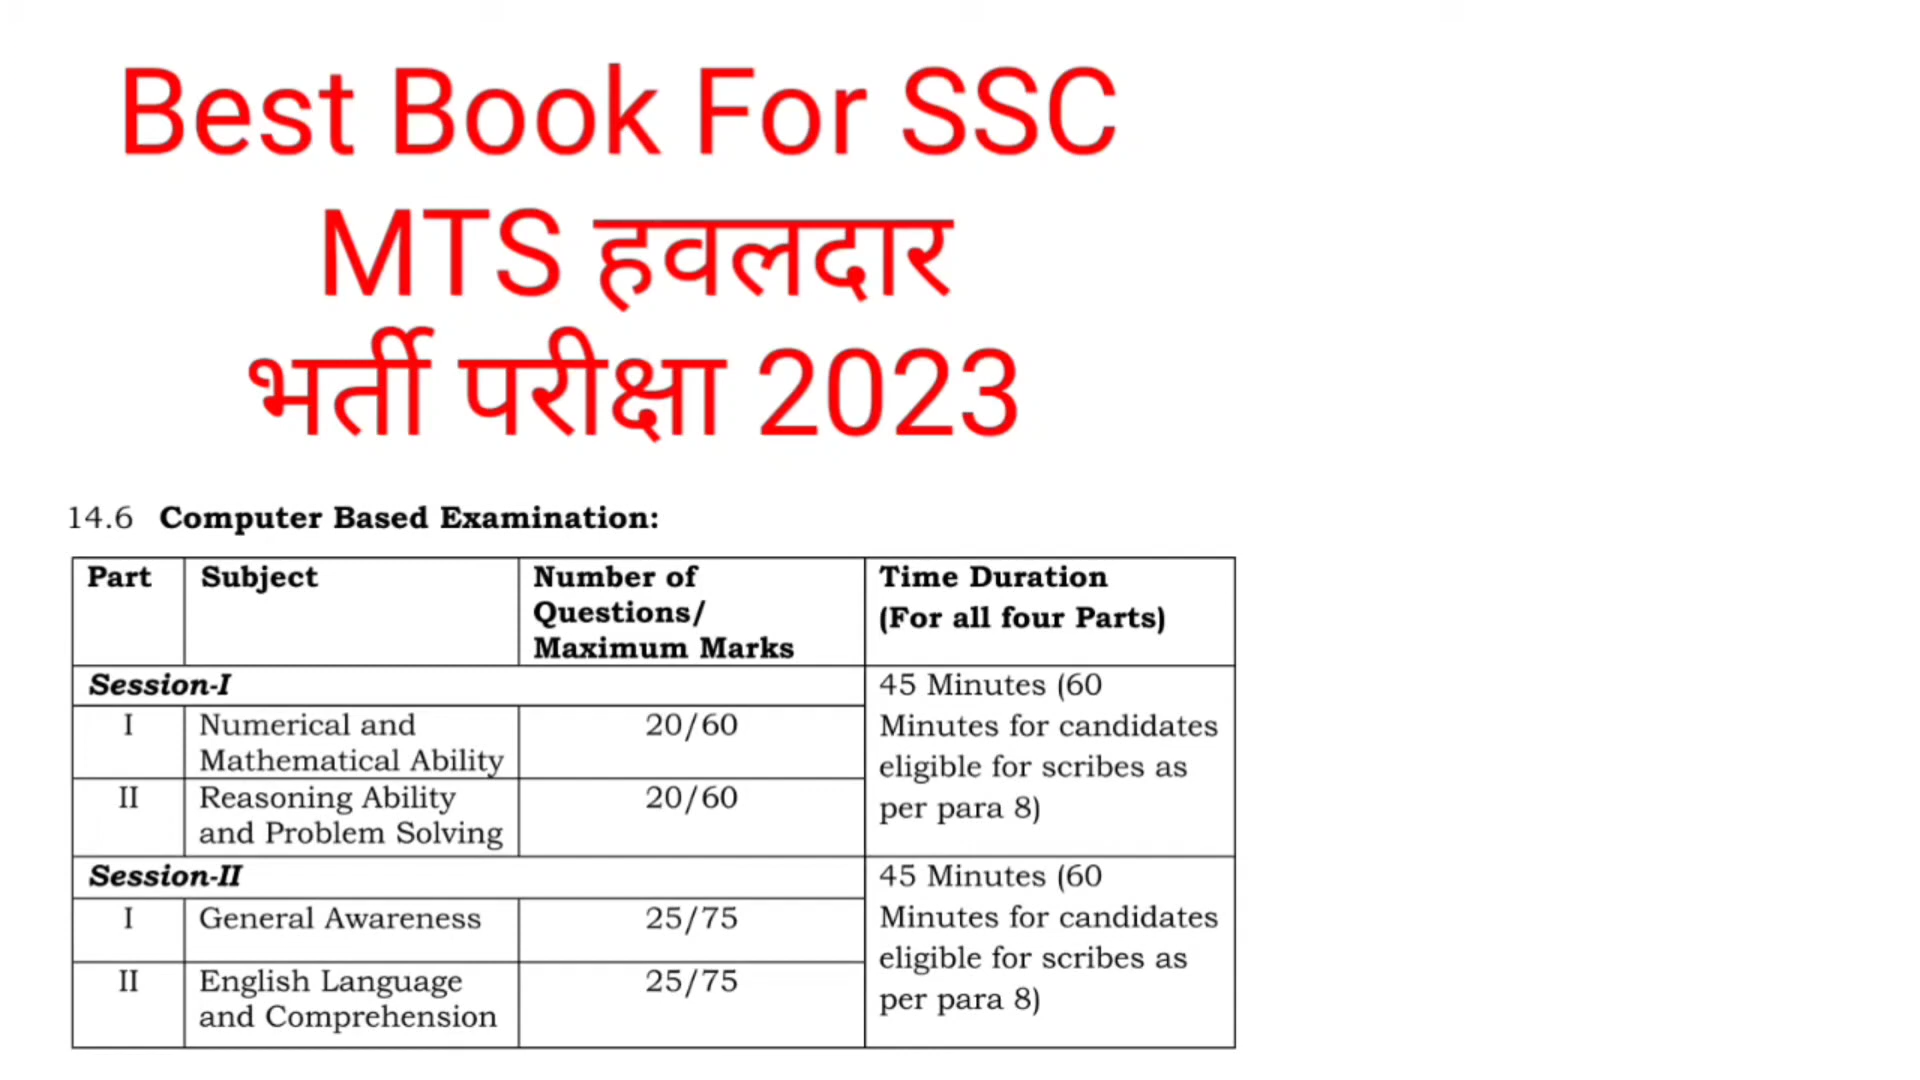 Best Book For SSC
MTS हवलदार
भर्ती परीक्षा 2023
14.6 Computer Based Examination:
Part Subject Number of Questions/ Maximum Marks Time Duration (For all four Parts)
Session-I
45 Minutes (60 Minutes for candidates eligible for scribes as per para 8)
I Numerical and Mathematical Ability 20/60
II Reasoning Ability and Problem Solving 20/60
Session-II
45 Minutes (60 Minutes for candidates eligible for scribes as per para 8)
I General Awareness 25/75
II English Language and Comprehension 25/75